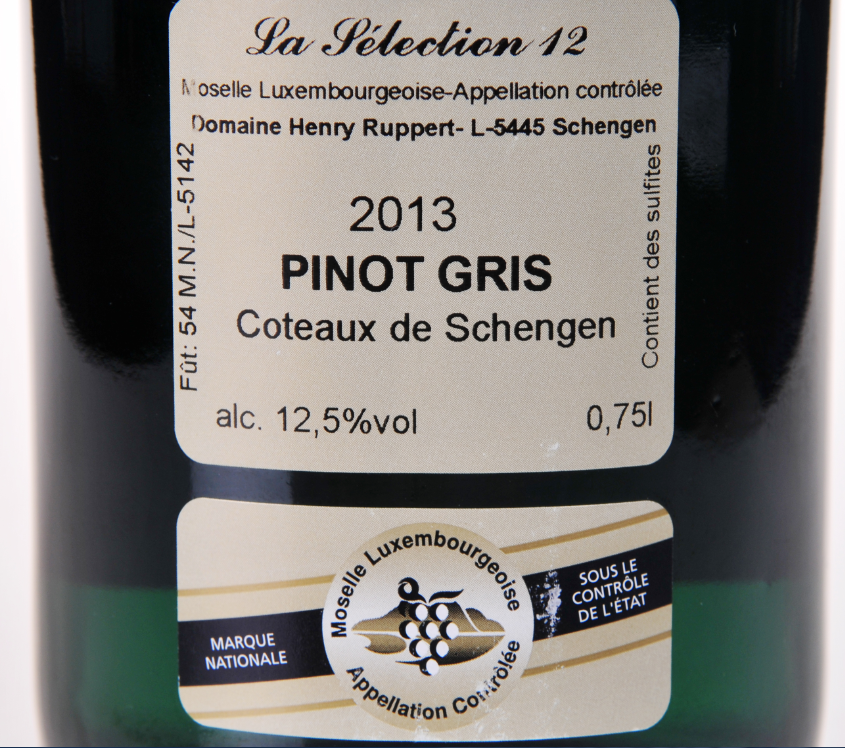 La Sélection 12
Moselle Luxembourgeoise-Appellation contrôlée
Domaine Henry Ruppert- L-5445 Schengen
Fût: 54 M.N./L-5142
Contient des sulfites
2013
PINOT GRIS
Coteaux de Schengen
alc. 12,5%vol
0,75l
Moselle Luxembourgeoise
MARQUE
NATIONALE
SOUS LE
CONTRÔLE
DE L'ÉTAT
Appellation Contrôlée